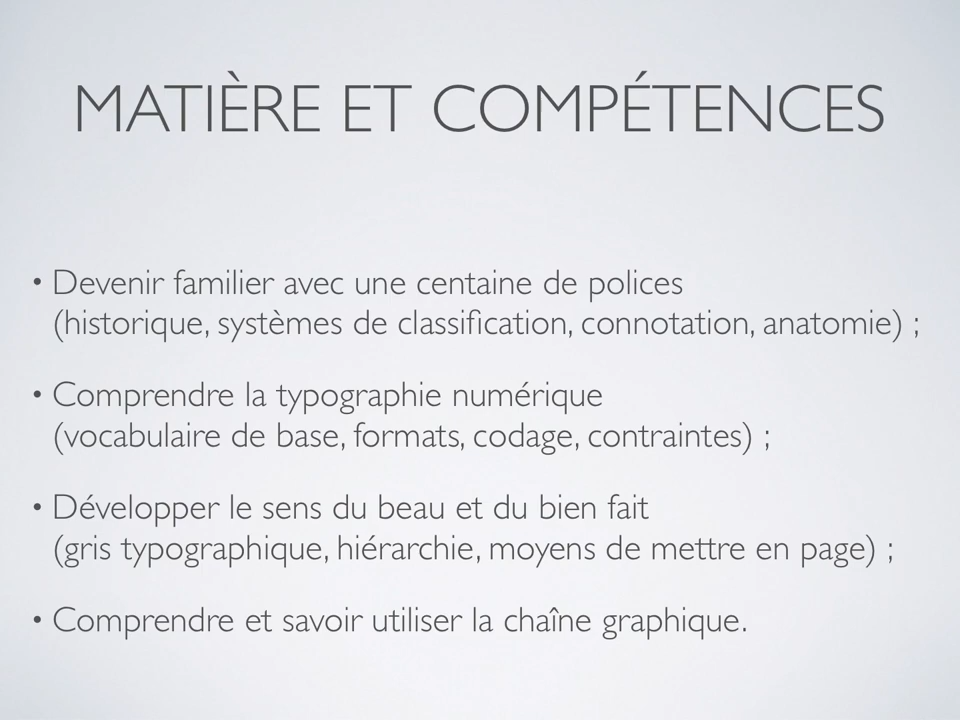 MATIÈRE ET COMPÉTENCES
• Devenir familier avec une centaine de polices
(historique, systèmes de classification, connotation, anatomie) ;
• Comprendre la typographie numérique
(vocabulaire de base, formats, codage, contraintes) ;
• Développer le sens du beau et du bien fait
(gris typographique, hiérarchie, moyens de mettre en page) ;
• Comprendre et savoir utiliser la chaîne graphique.